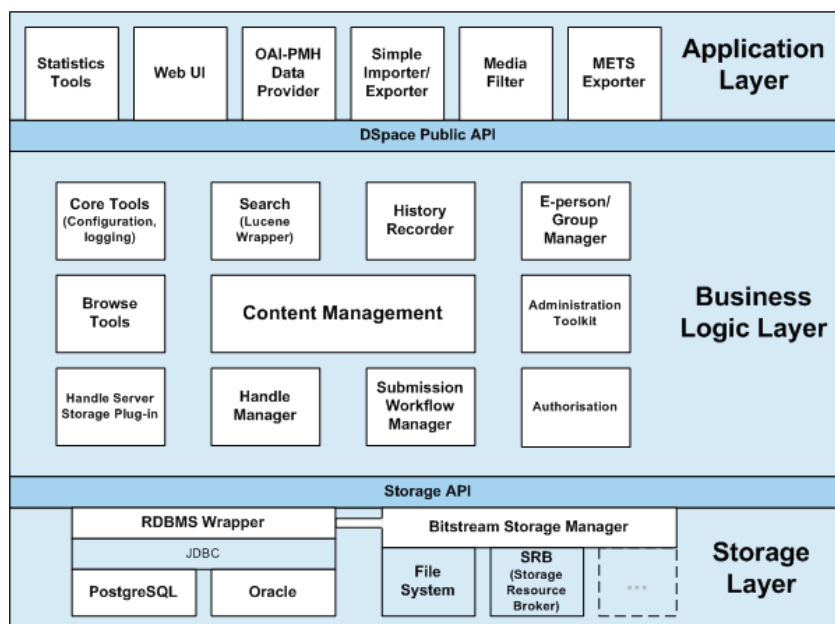 Statistics
Tools
Web UI
OAI-PMH
Data
Provider
Simple
Importer/
Exporter
Media
Filter
METS
Exporter
Application
Layer
DSpace Public API
Core Tools
(Configuration,
logging)
Search
(Lucene
Wrapper)
History
Recorder
E-person/
Group
Manager
Browse
Tools
Content Management
Administration
Toolkit
Business
Logic Layer
Handle Server
Storage Plug-in
Handle
Manager
Submission
Workflow
Manager
Authorisation
Storage API
RDBMS Wrapper
Bitstream Storage Manager
JDBC
PostgreSQL
Oracle
File
System
SRB
(Storage
Resource
Broker)
...
Storage
Layer